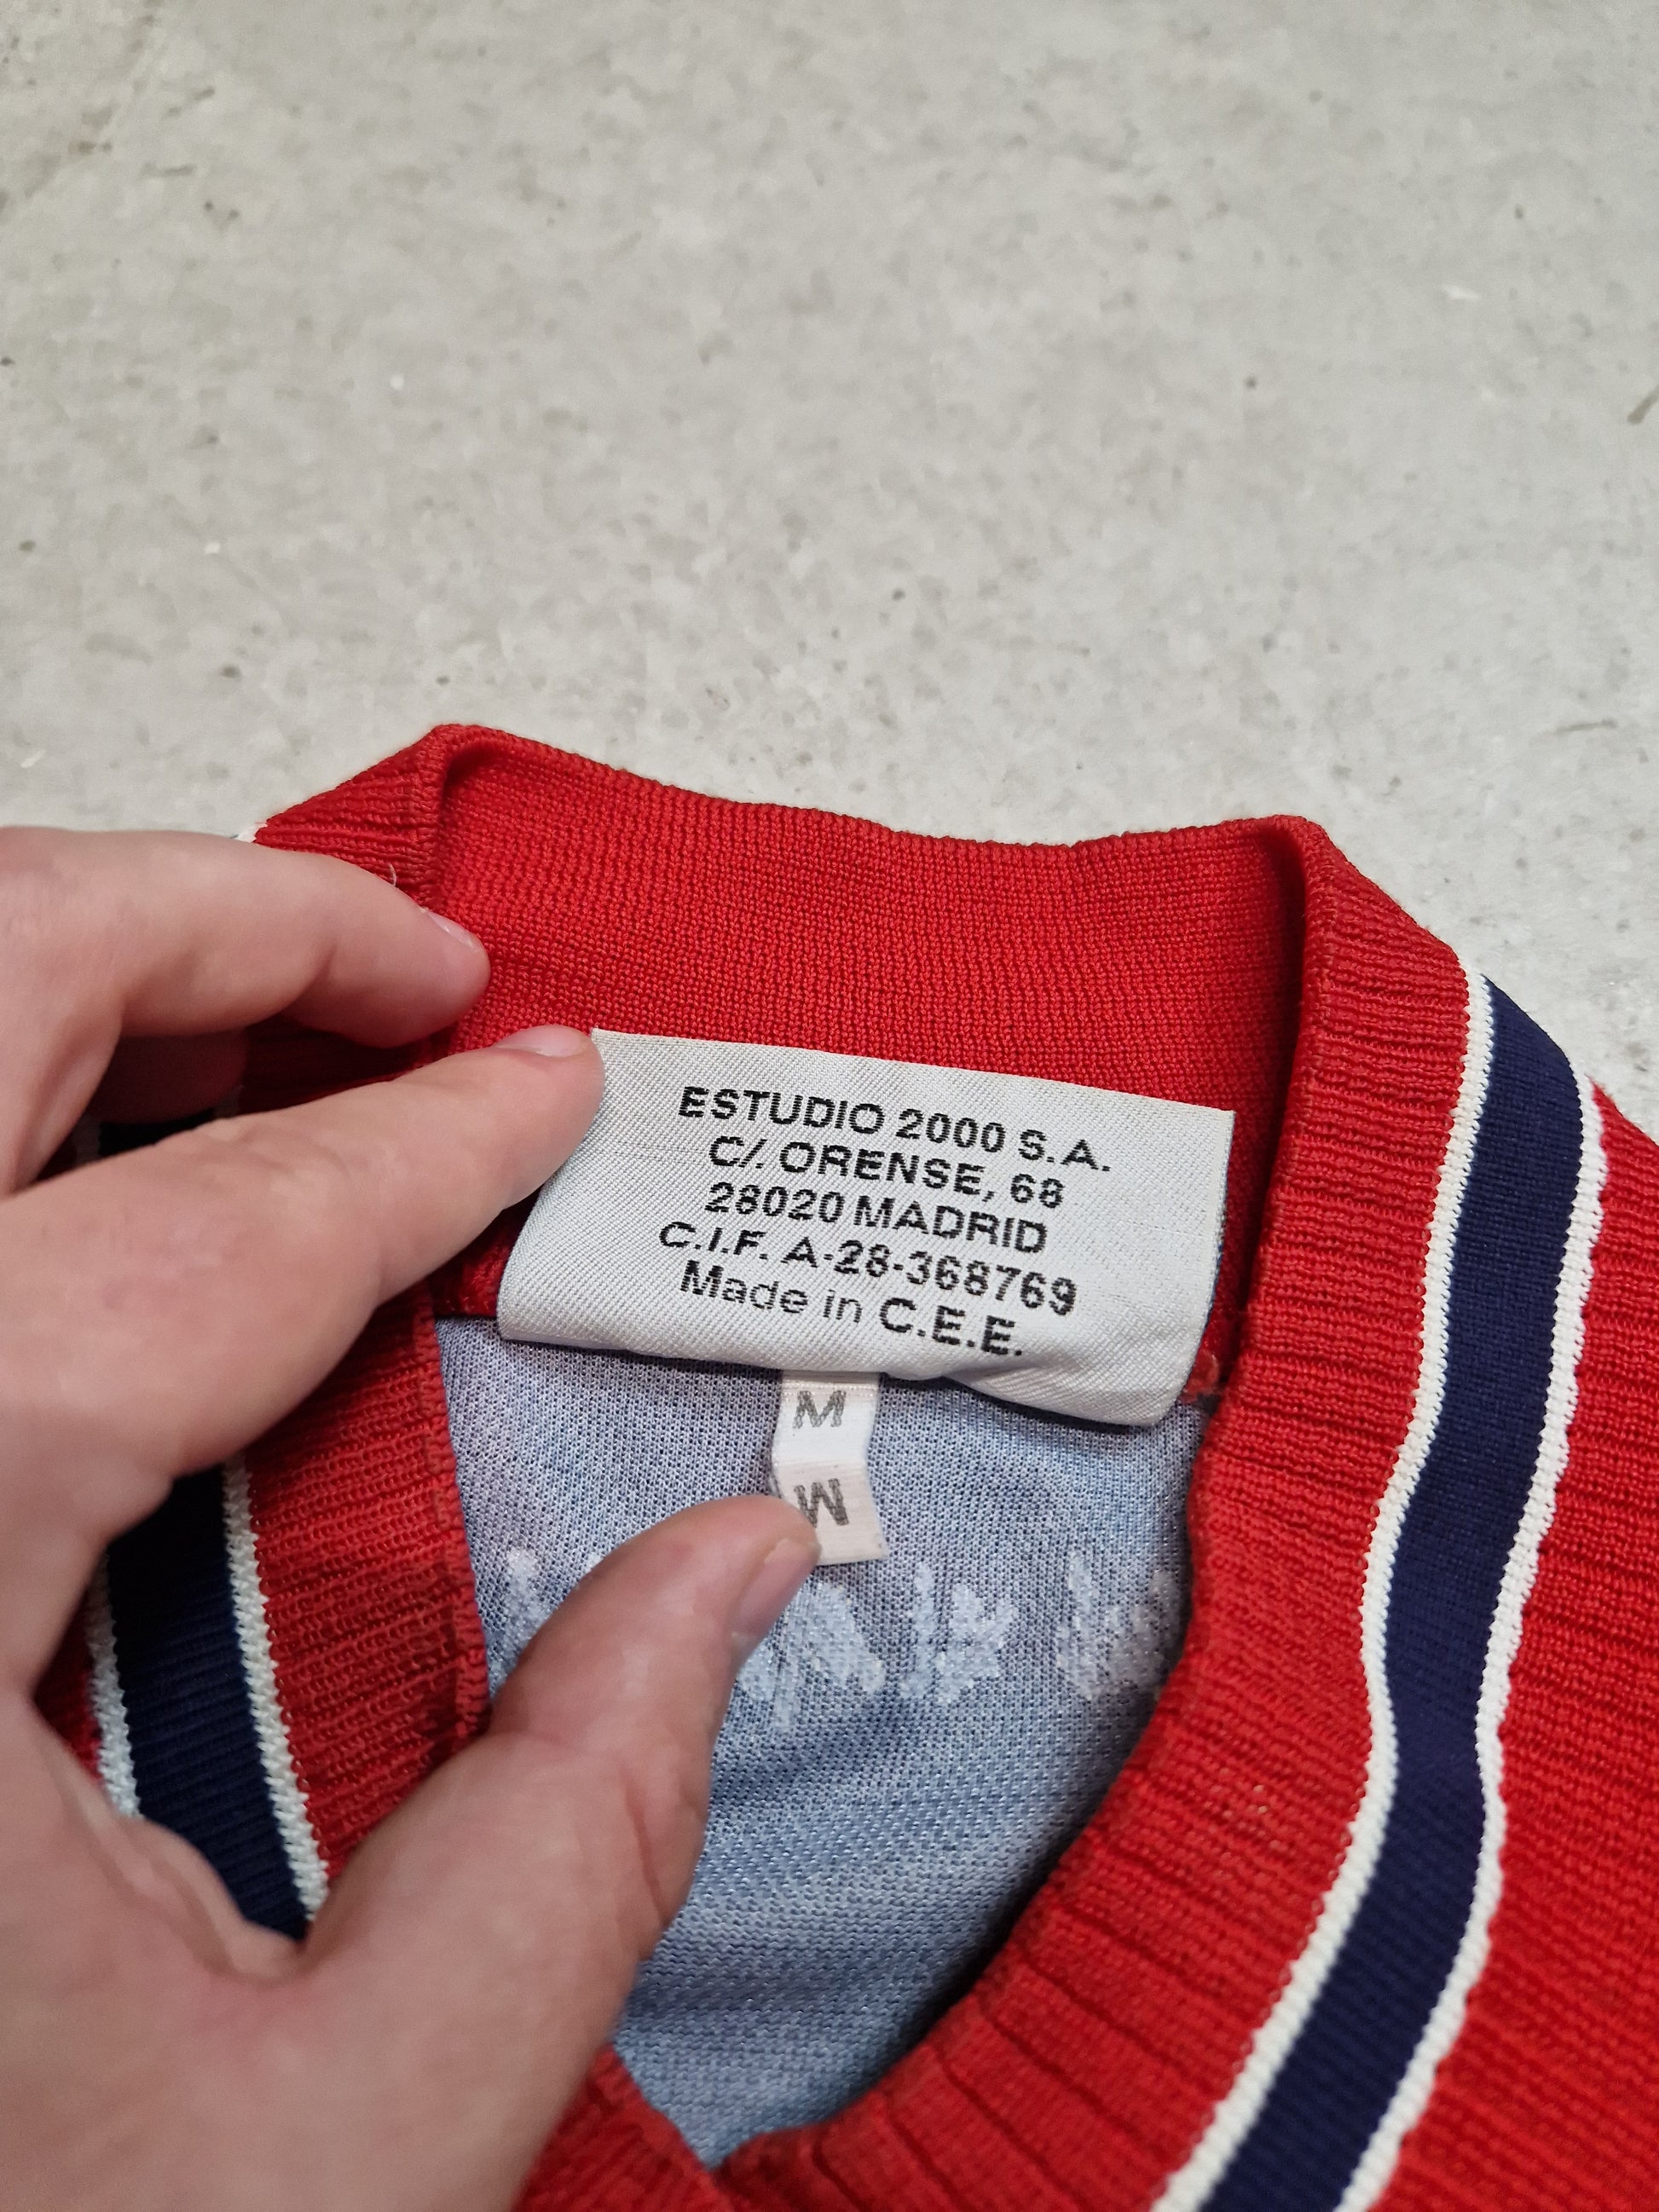 ESTUDIO 2000 S.A.
C/. ORENSE, 68
28020 MADRID
C.I.F. A-28-368769
Made in C.E.E.
M
M